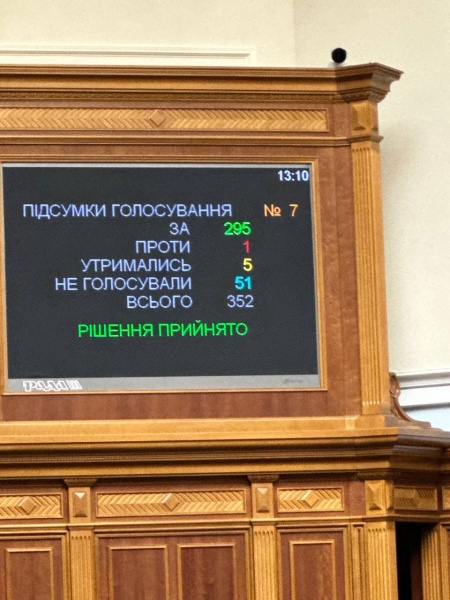 13:10
ПІДСУМКИ ГОЛОСУВАННЯ № 7
ЗА 295
ПРОТИ 1
УТРИМАЛИСЬ 5
НЕ ГОЛОСУВАЛИ 51
ВСЬОГО 352
РІШЕННЯ ПРИЙНЯТО